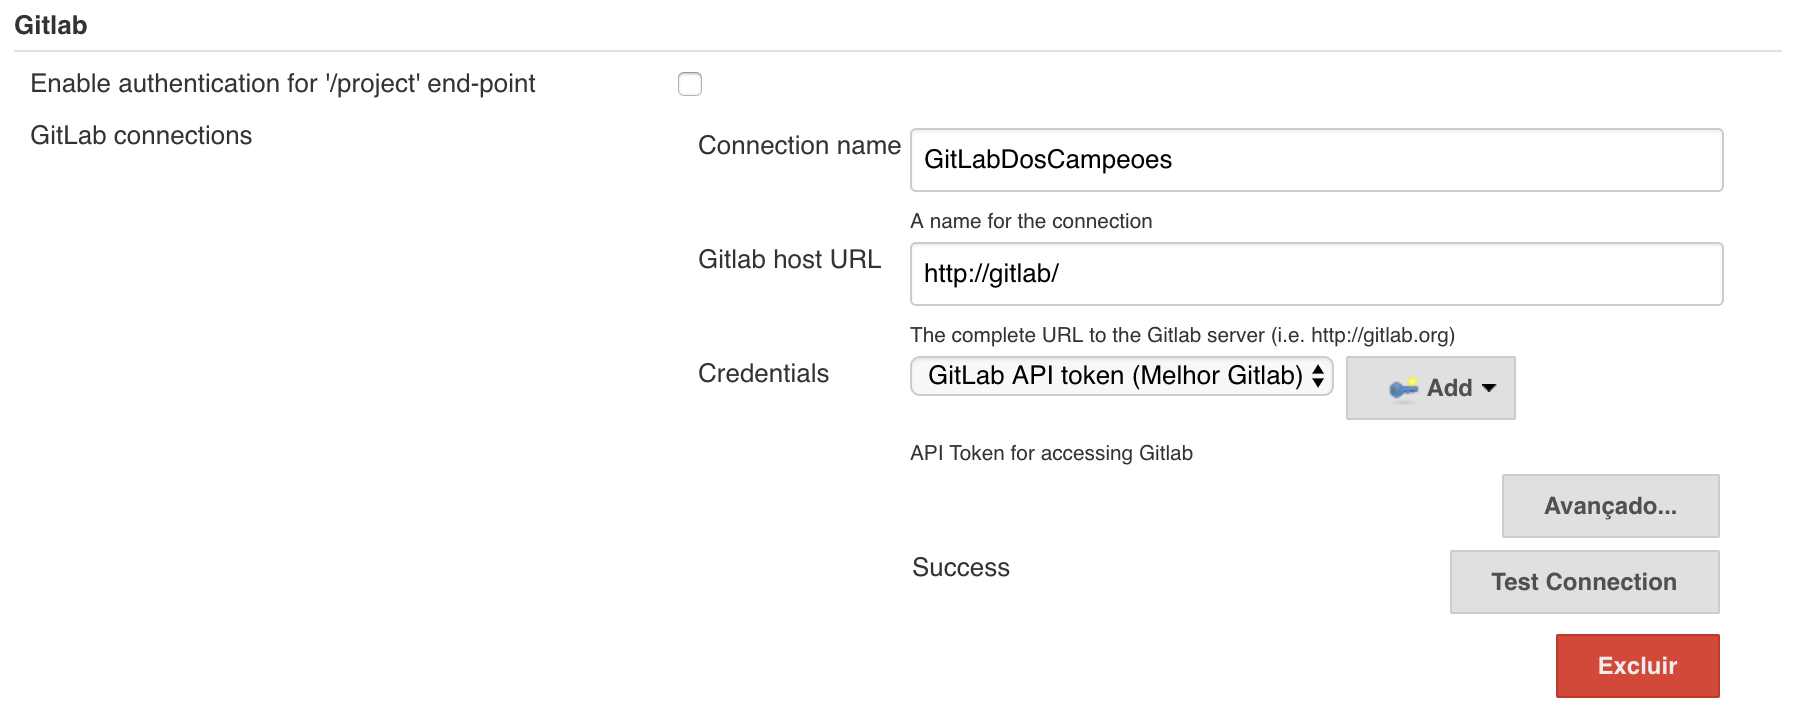 Gitlab
Enable authentication for '/project' end-point
GitLab connections
Connection name
GitLabDosCampeoes
A name for the connection
Gitlab host URL
http://gitlab/
The complete URL to the Gitlab server (i.e. http://gitlab.org)
Credentials
GitLab API token (Melhor Gitlab)
Add
API Token for accessing Gitlab
Avançado...
Success
Test Connection
Excluir